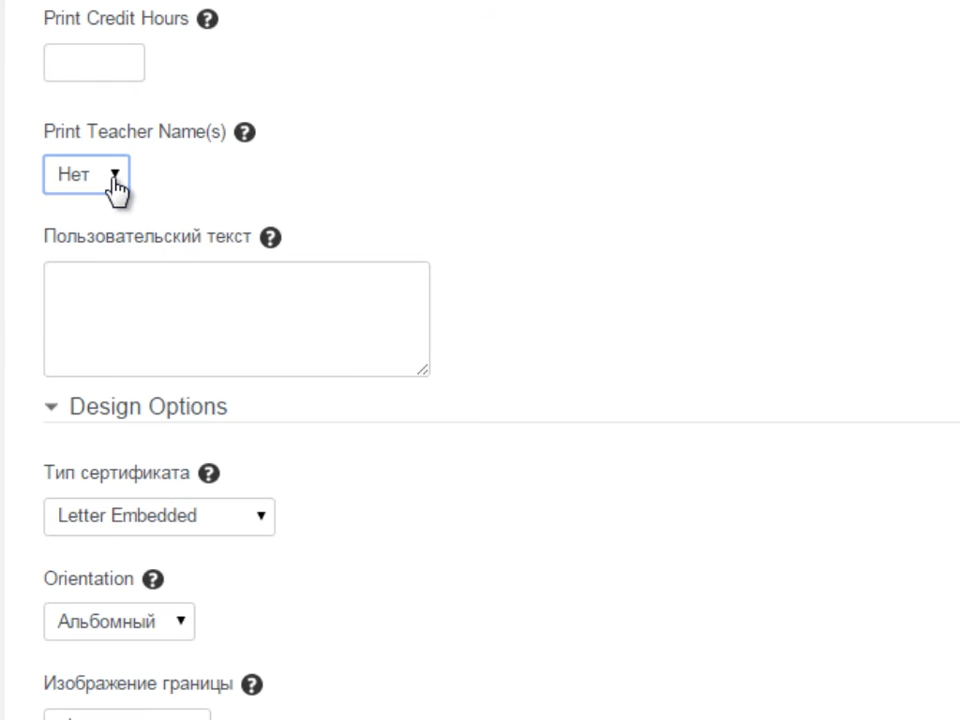 Print Credit Hours
Print Teacher Name(s)
Нет
Пользовательский текст
Design Options
Тип сертификата
Letter Embedded
Orientation
Альбомный
Изображение границы